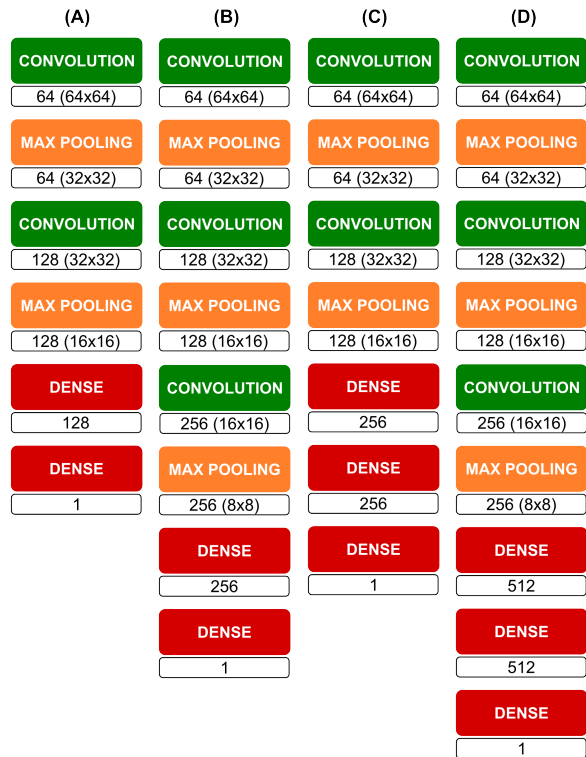 (A) (B) (C) (D)
CONVOLUTION CONVOLUTION CONVOLUTION CONVOLUTION
64 (64x64) 64 (64x64) 64 (64x64) 64 (64x64)
MAX POOLING MAX POOLING MAX POOLING MAX POOLING
64 (32x32) 64 (32x32) 64 (32x32) 64 (32x32)
CONVOLUTION CONVOLUTION CONVOLUTION CONVOLUTION
128 (32x32) 128 (32x32) 128 (32x32) 128 (32x32)
MAX POOLING MAX POOLING MAX POOLING MAX POOLING
128 (16x16) 128 (16x16) 128 (16x16) 128 (16x16)
DENSE CONVOLUTION DENSE CONVOLUTION
128 256 (16x16) 256 256 (16x16)
DENSE MAX POOLING DENSE MAX POOLING
1 256 (8x8) 256 256 (8x8)
DENSE DENSE DENSE
256 1 512
DENSE DENSE
1 512
DENSE
1